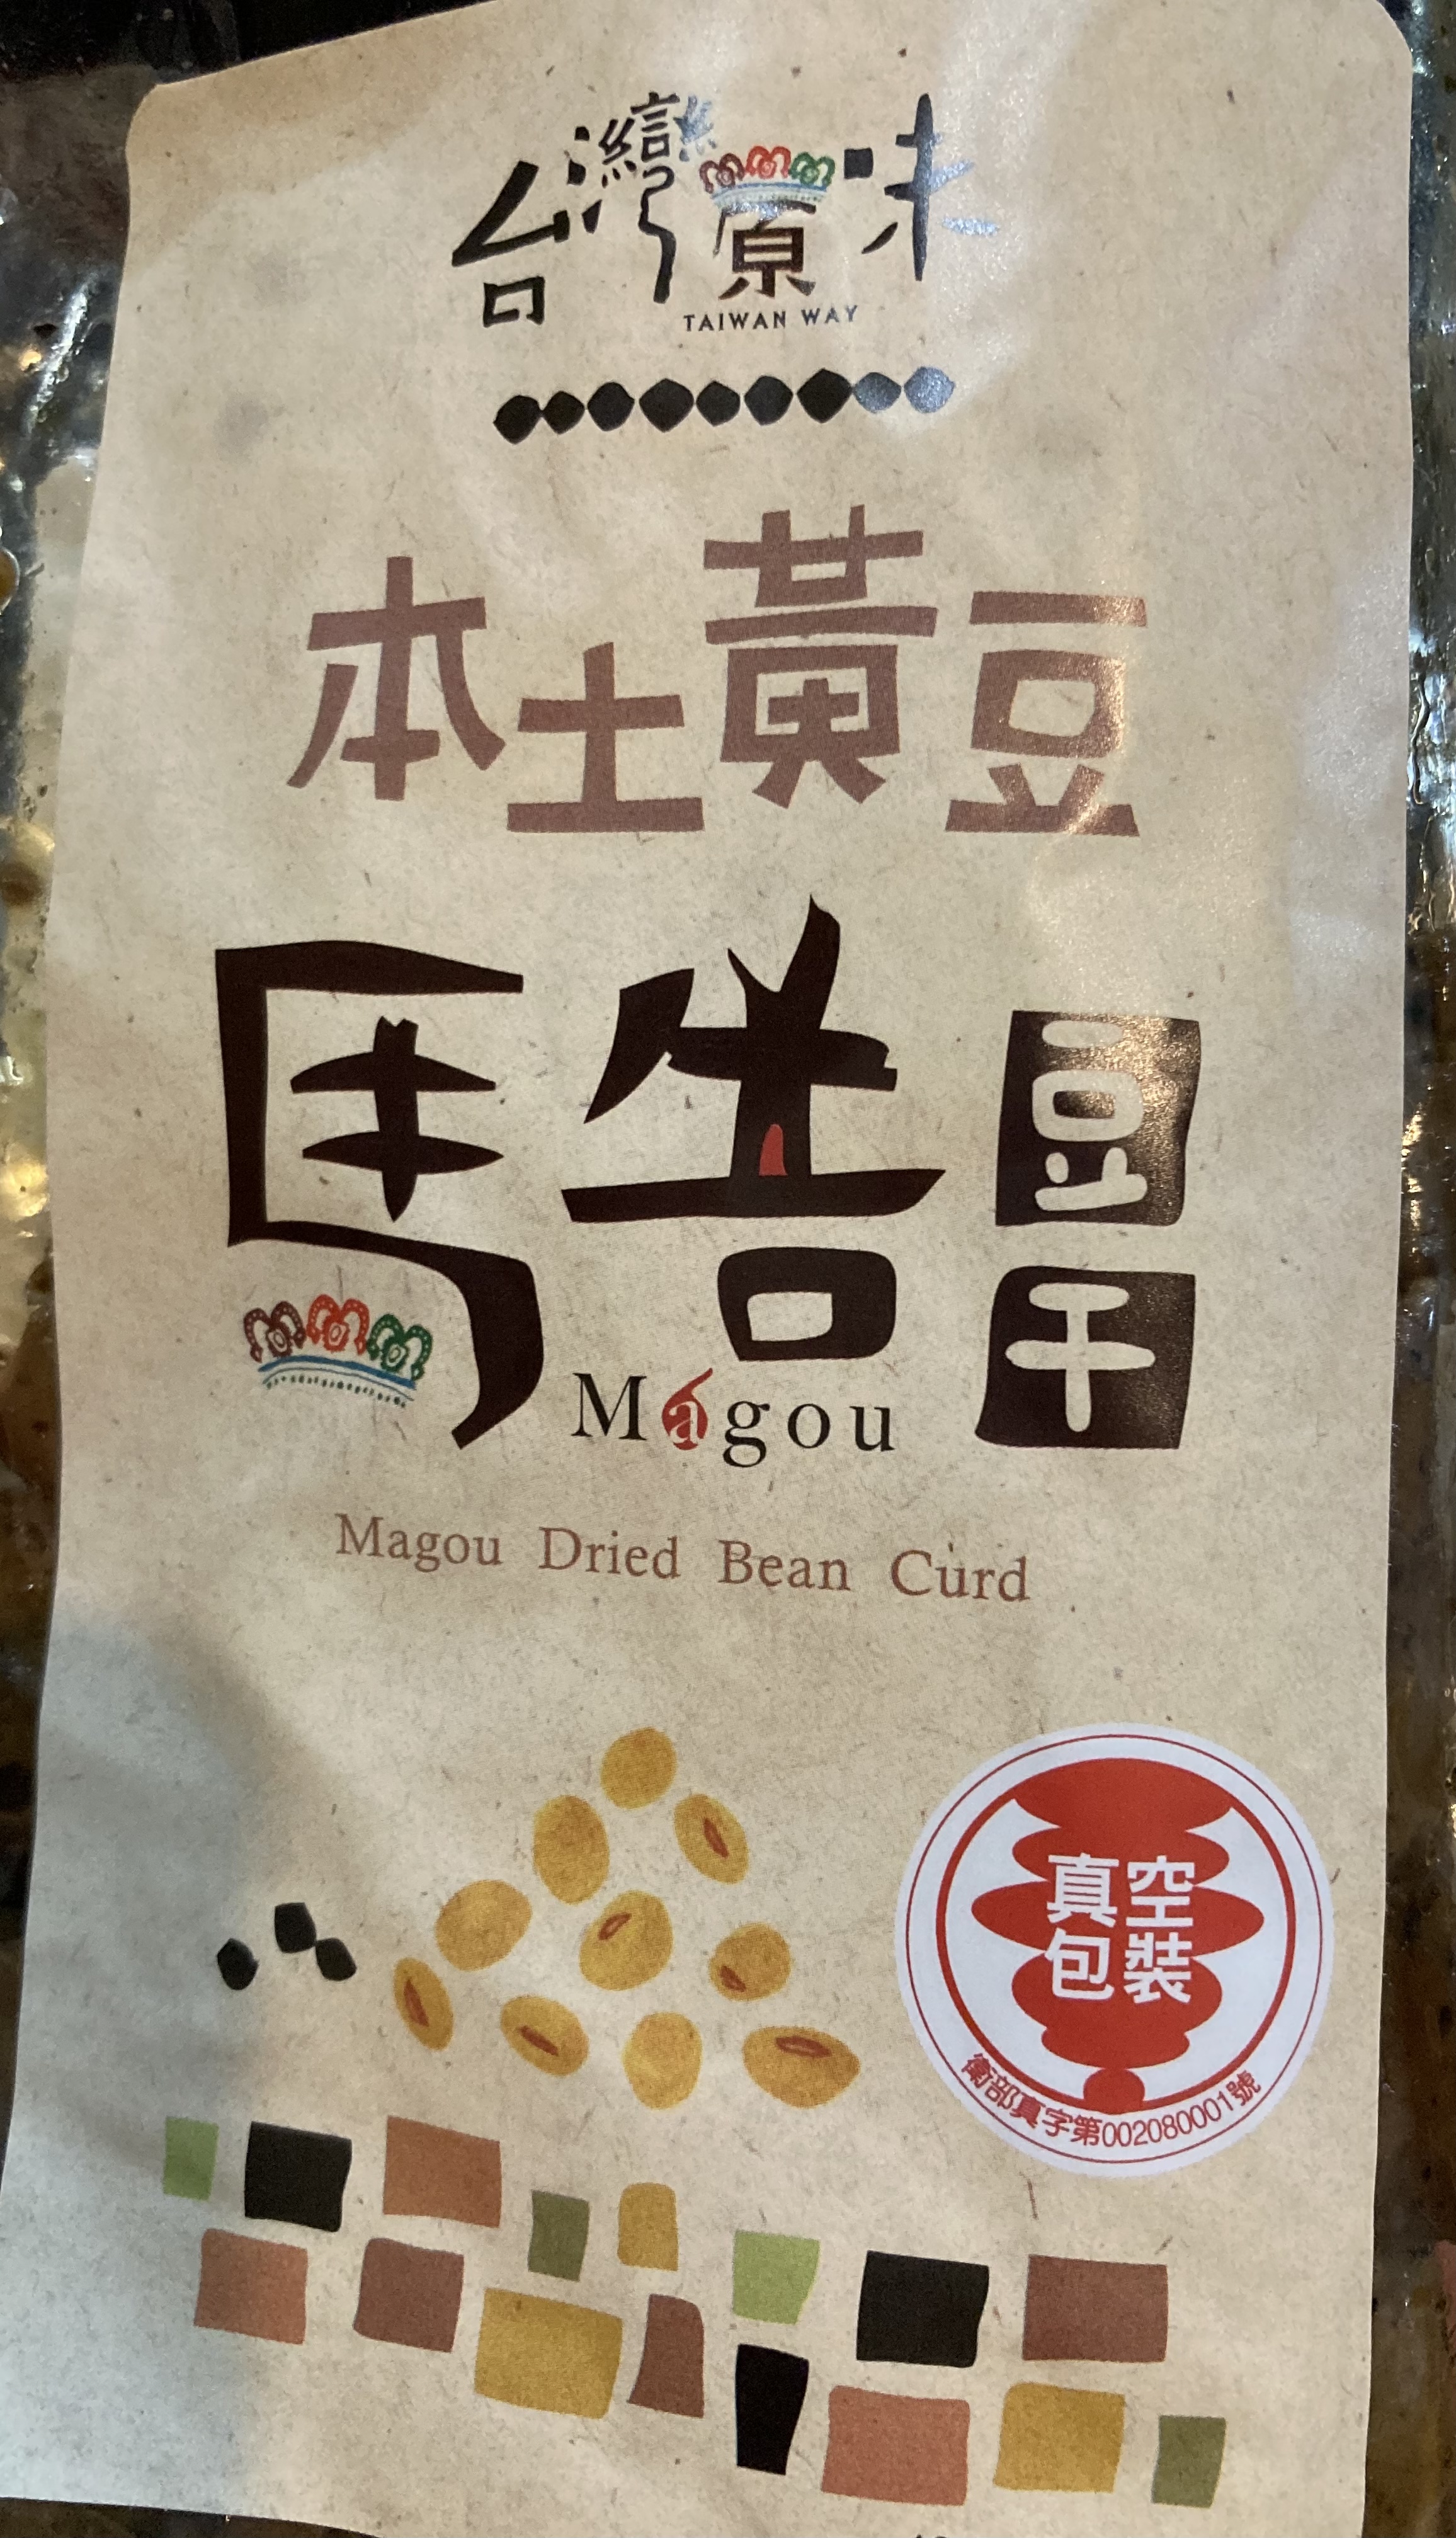 台灣原味
TAIWAN WAY
本土黃豆
馬告
豆干
Magou
Magou Dried Bean Curd
真空
包裝
衛部真字第002080001號